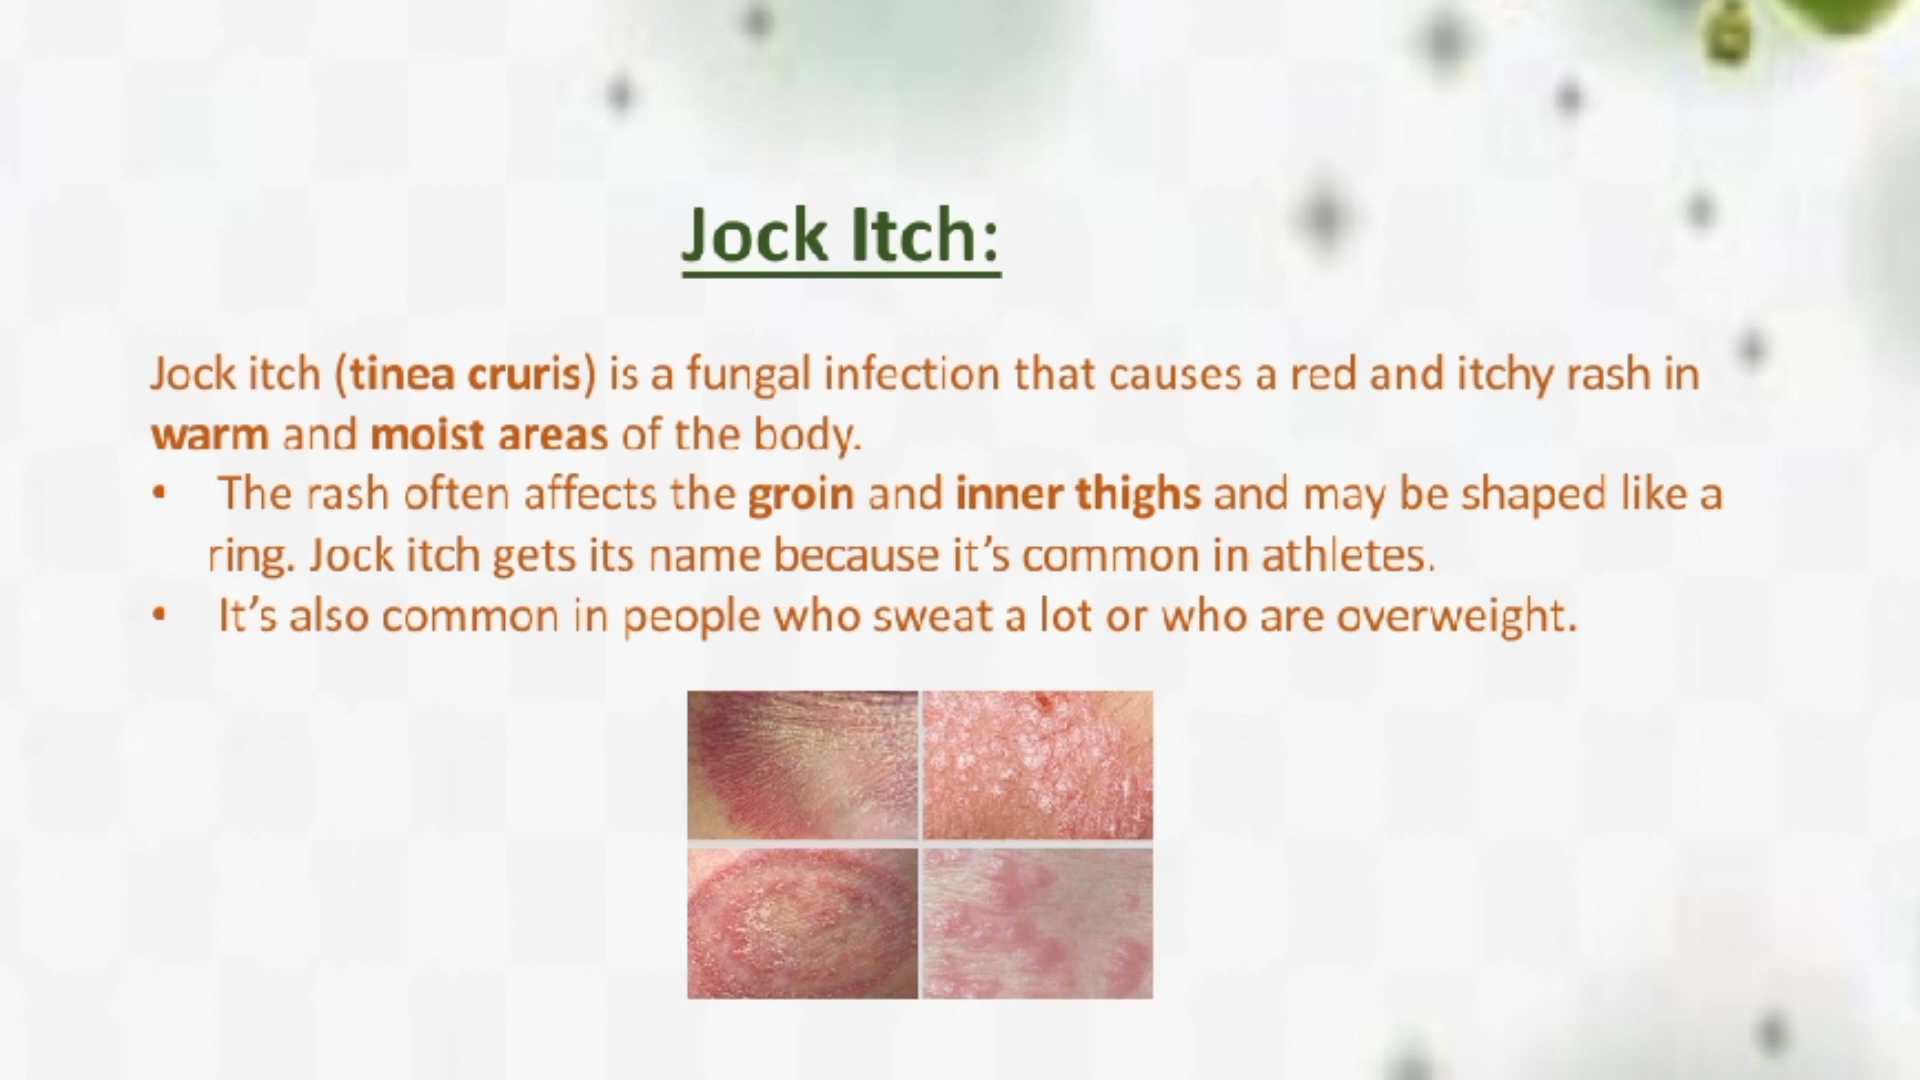 Jock Itch:
Jock itch (tinea cruris) is a fungal infection that causes a red and itchy rash in
warm and moist areas of the body.
• The rash often affects the groin and inner thighs and may be shaped like a
ring. Jock itch gets its name because it’s common in athletes.
• It’s also common in people who sweat a lot or who are overweight.